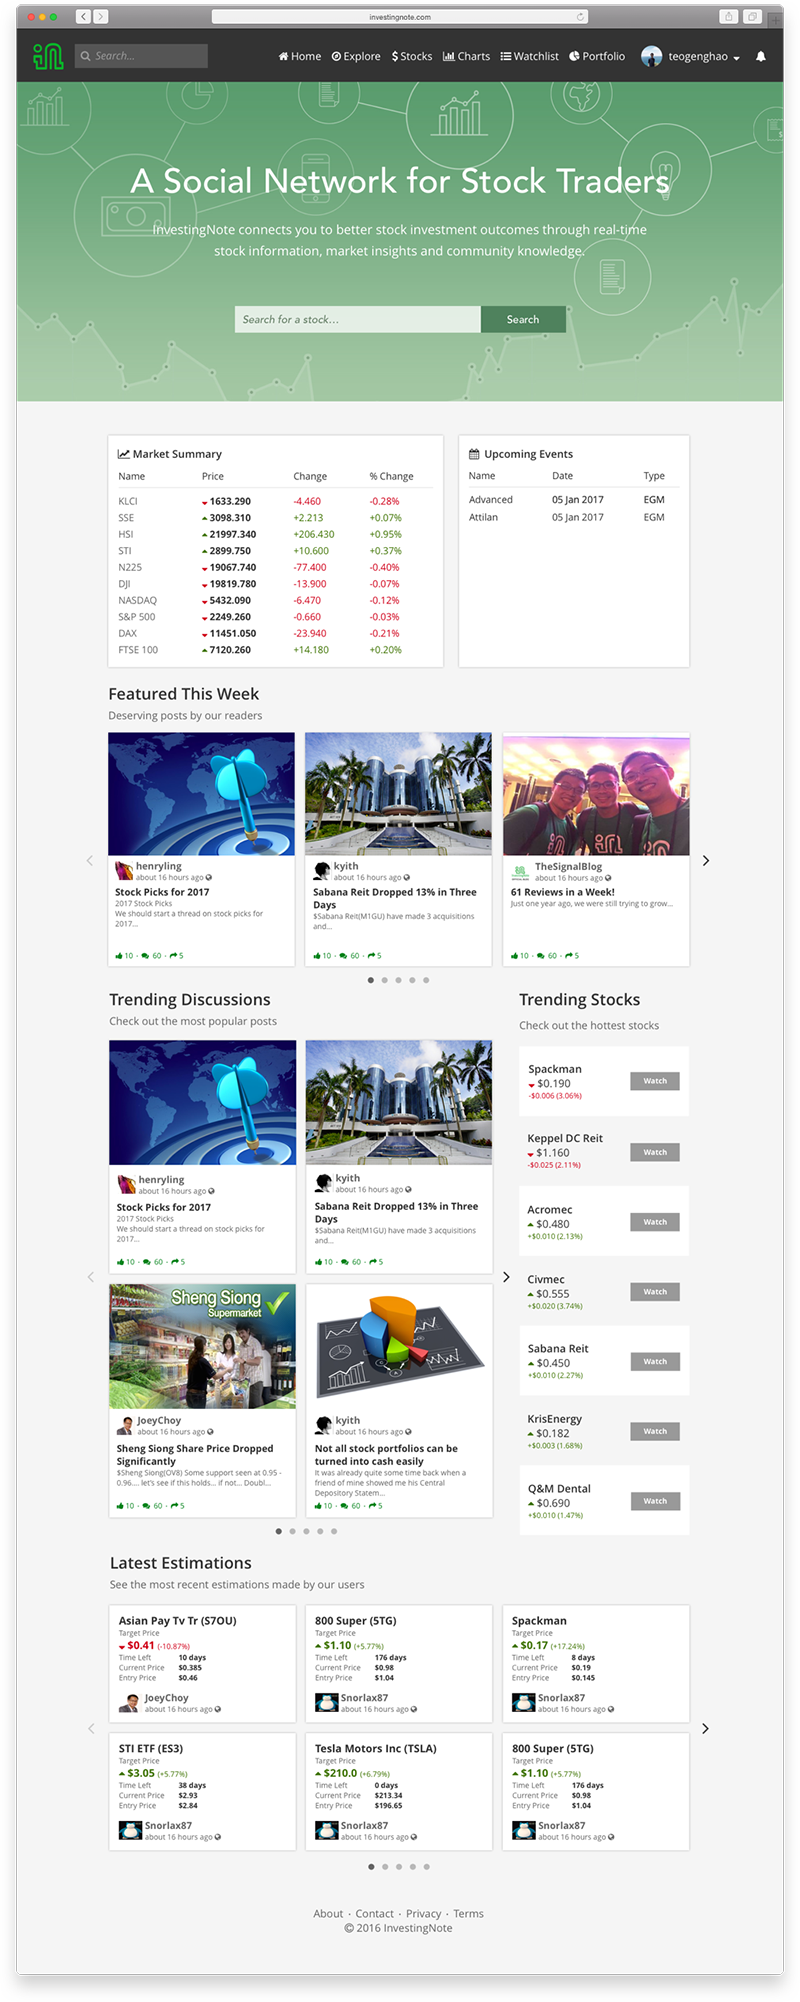 investingnote.com
Search...
Home Explore Stocks Charts Watchlist Portfolio teogenghao
A Social Network for Stock Traders
InvestingNote connects you to better stock investment outcomes through real-time
stock information, market insights and community knowledge.
Search for a stock... Search
Market Summary
Name Price Change % Change
KLCI 1633.290 -4.460 -0.28%
SSE 3098.310 +2.213 +0.07%
HSI 21997.340 +206.430 +0.95%
STI 2899.750 +10.600 +0.37%
N225 19067.740 -77.400 -0.40%
DJI 19819.780 -13.900 -0.07%
NASDAQ 5432.090 -6.470 -0.12%
S&P 500 2249.260 -0.660 -0.03%
DAX 11451.050 -23.940 -0.21%
FTSE 100 7120.260 +14.180 +0.20%
Upcoming Events
Name Date Type
Advanced 05 Jan 2017 EGM
Attilan 05 Jan 2017 EGM
Featured This Week
Deserving posts by our readers
henryling
about 16 hours ago
Stock Picks for 2017
2017 Stock Picks
We should start a thread on stock picks for
2017...
10 · 60 · 5
kyith
about 16 hours ago
Sabana Reit Dropped 13% in Three
Days
$Sabana Reit(M1GU) have made 3 acquisitions
and...
10 · 60 · 5
TheSignalBlog
about 16 hours ago
61 Reviews in a Week!
Just one year ago, we were still trying to grow...
10 · 60 · 5
Trending Discussions
Check out the most popular posts
henryling
about 16 hours ago
Stock Picks for 2017
2017 Stock Picks
We should start a thread on stock picks for
2017...
10 · 60 · 5
kyith
about 16 hours ago
Sabana Reit Dropped 13% in Three
Days
$Sabana Reit(M1GU) have made 3 acquisitions
and...
10 · 60 · 5
Sheng Siong
Supermarket
JoeyChoy
about 16 hours ago
Sheng Siong Share Price Dropped
Significantly
$Sheng Siong(OV8) Some support seen at 0.95 -
0.96.... let's see if this holds... if not... Doubl...
10 · 60 · 5
kyith
about 16 hours ago
Not all stock portfolios can be
turned into cash easily
It was already quite some time back when a
friend of mine showed me his Central
Depository Statem...
10 · 60 · 5
Trending Stocks
Check out the hottest stocks
Spackman
$0.190
-$0.006 (3.06%)
Watch
Keppel DC Reit
$1.160
-$0.025 (2.11%)
Watch
Acromec
$0.480
+$0.010 (2.13%)
Watch
Civmec
$0.555
+$0.020 (3.74%)
Watch
Sabana Reit
$0.450
+$0.010 (2.27%)
Watch
KrisEnergy
$0.182
+$0.003 (1.68%)
Watch
Q&M Dental
$0.690
+$0.010 (1.47%)
Watch
Latest Estimations
See the most recent estimations made by our users
Asian Pay Tv Tr (S7OU)
Target Price
$0.41 (-10.87%)
Time Left 10 days
Current Price $0.385
Entry Price $0.46
JoeyChoy
about 16 hours ago
800 Super (5TG)
Target Price
$1.10 (+5.77%)
Time Left 176 days
Current Price $0.98
Entry Price $1.04
Snorlax87
about 16 hours ago
Spackman
Target Price
$0.17 (+17.24%)
Time Left 8 days
Current Price $0.19
Entry Price $0.145
Snorlax87
about 16 hours ago
STI ETF (ES3)
Target Price
$3.05 (+5.77%)
Time Left 38 days
Current Price $2.93
Entry Price $2.84
Snorlax87
about 16 hours ago
Tesla Motors Inc (TSLA)
Target Price
$210.0 (+6.79%)
Time Left 0 days
Current Price $213.34
Entry Price $196.65
Snorlax87
about 16 hours ago
800 Super (5TG)
Target Price
$1.10 (+5.77%)
Time Left 176 days
Current Price $0.98
Entry Price $1.04
Snorlax87
about 16 hours ago
About · Contact · Privacy · Terms
© 2016 InvestingNote